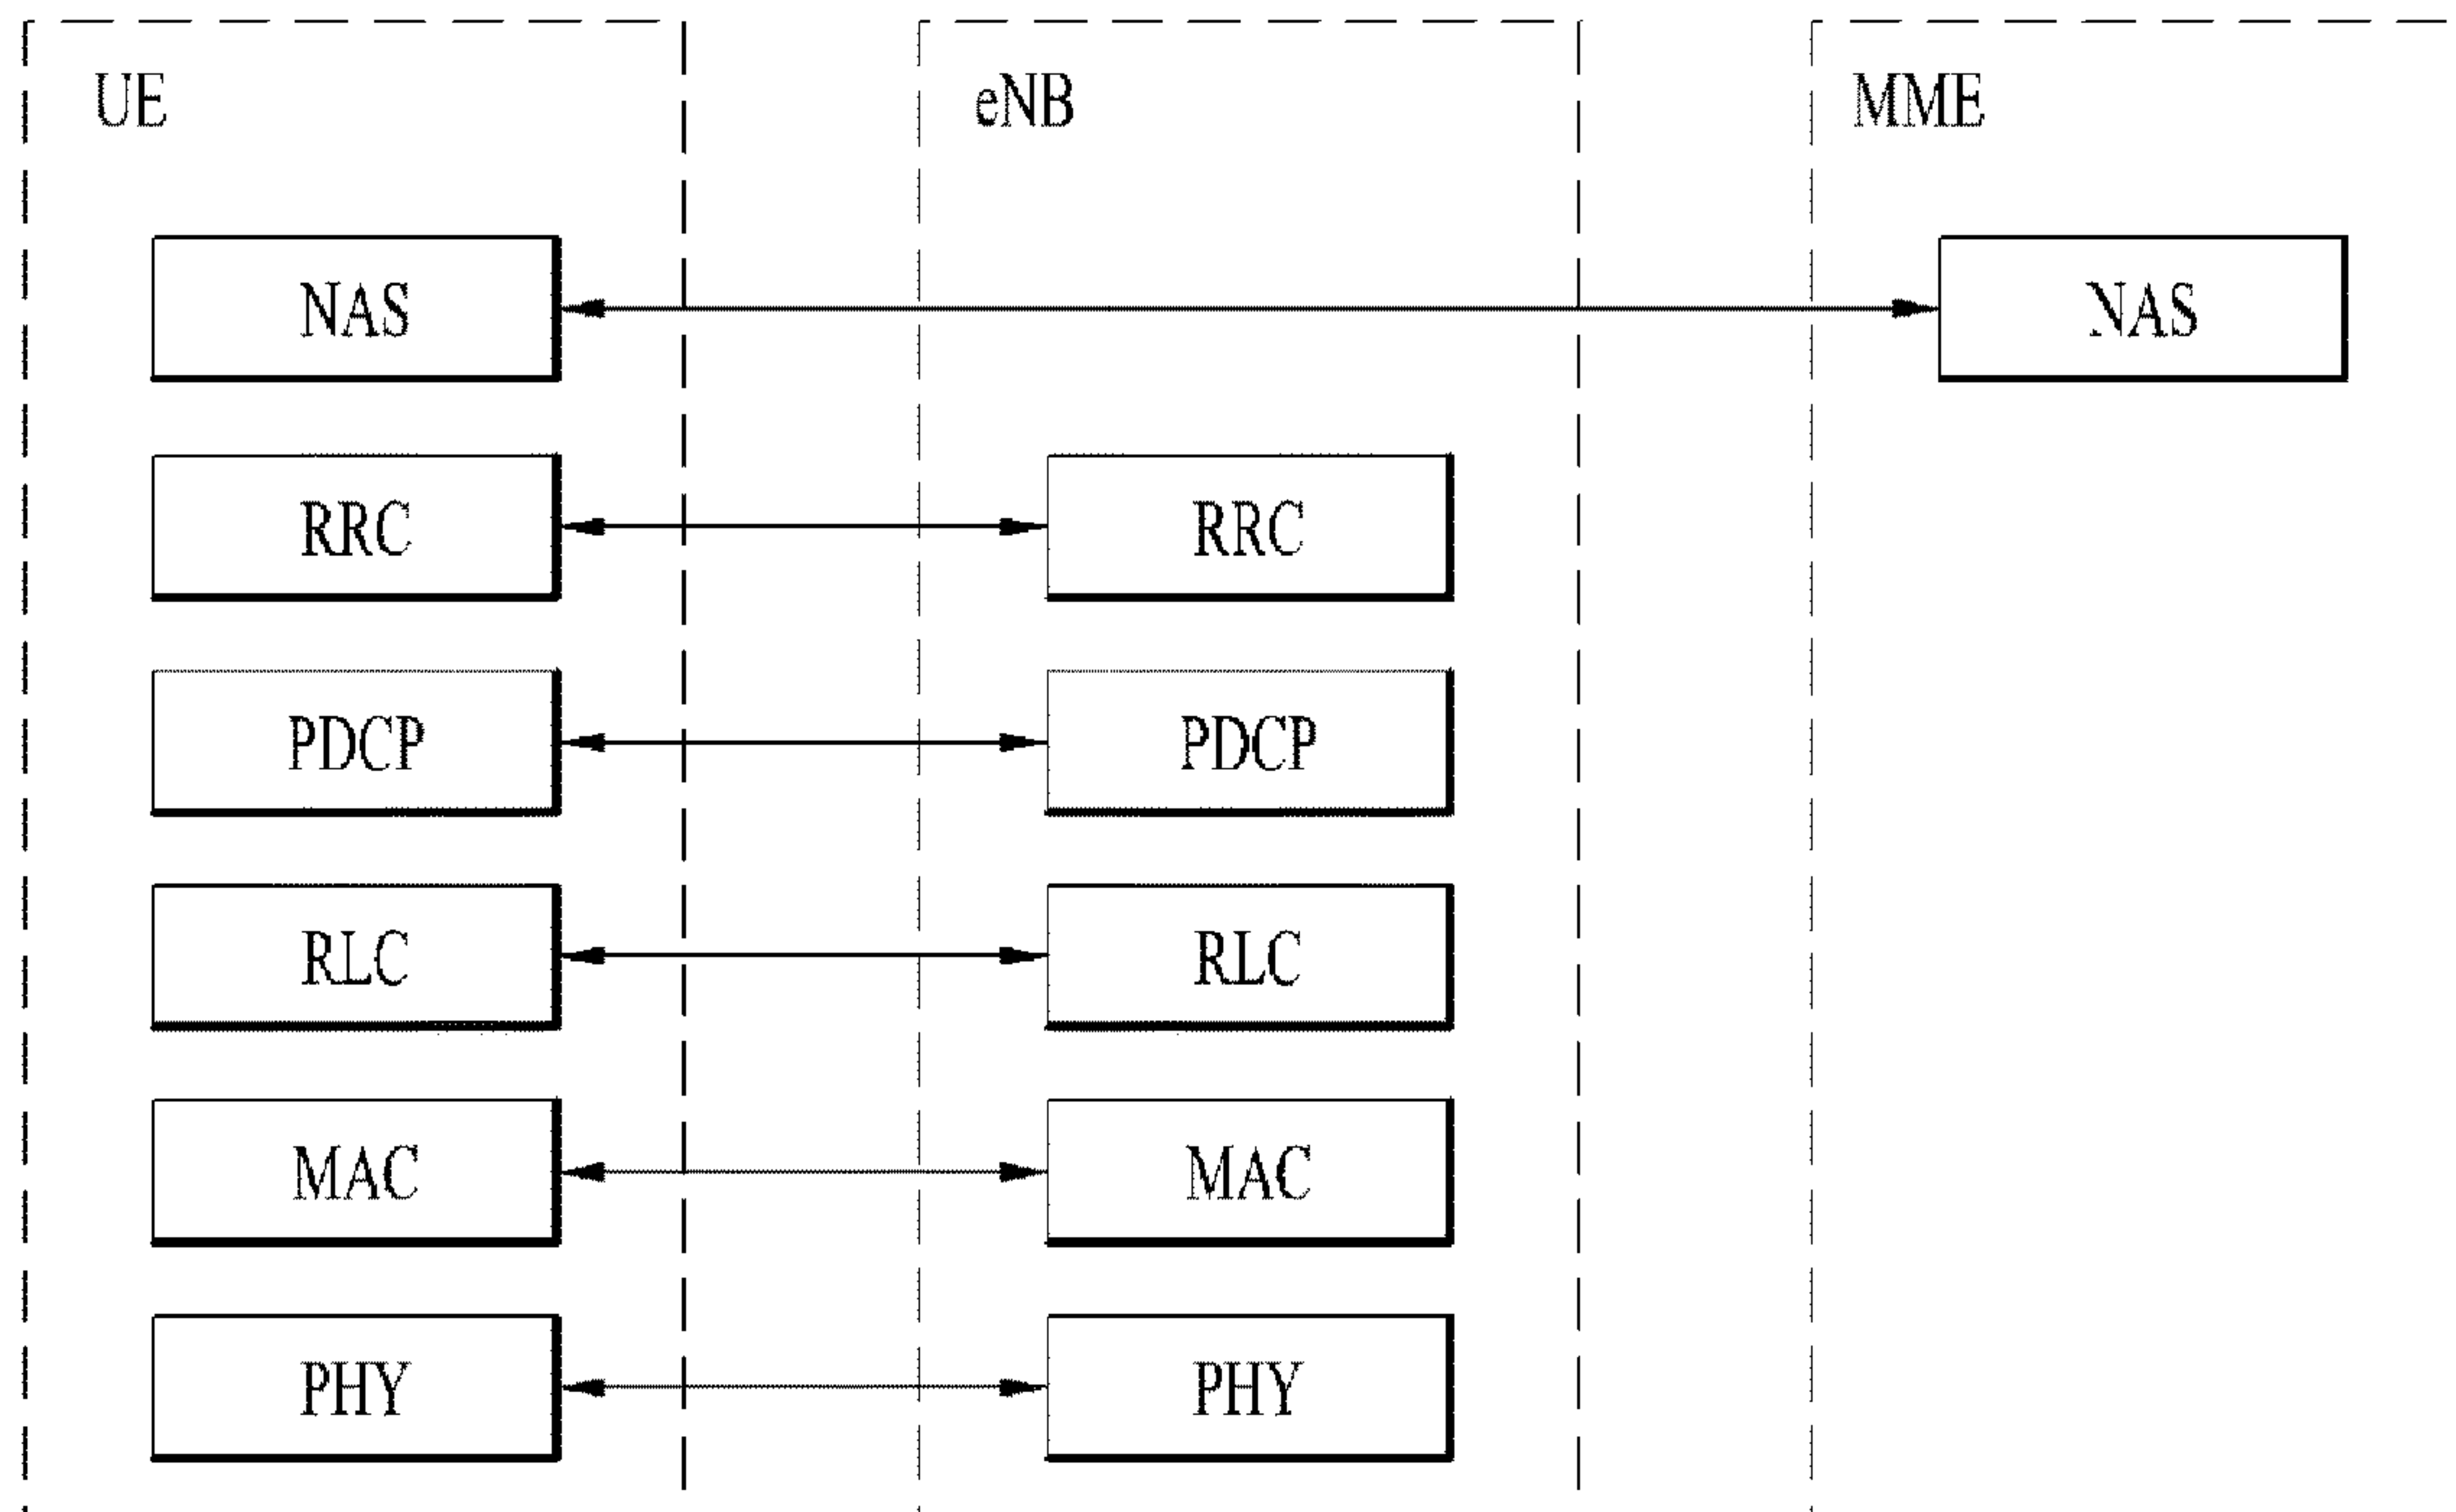 UE eNB MME
NAS NAS
RRC RRC
PDCP PDCP
RLC RLC
MAC MAC
PHY PHY